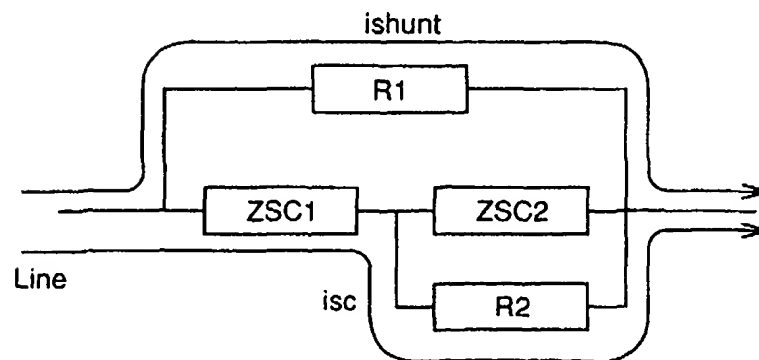 ishunt
R1
ZSC1
ZSC2
Line
isc
R2